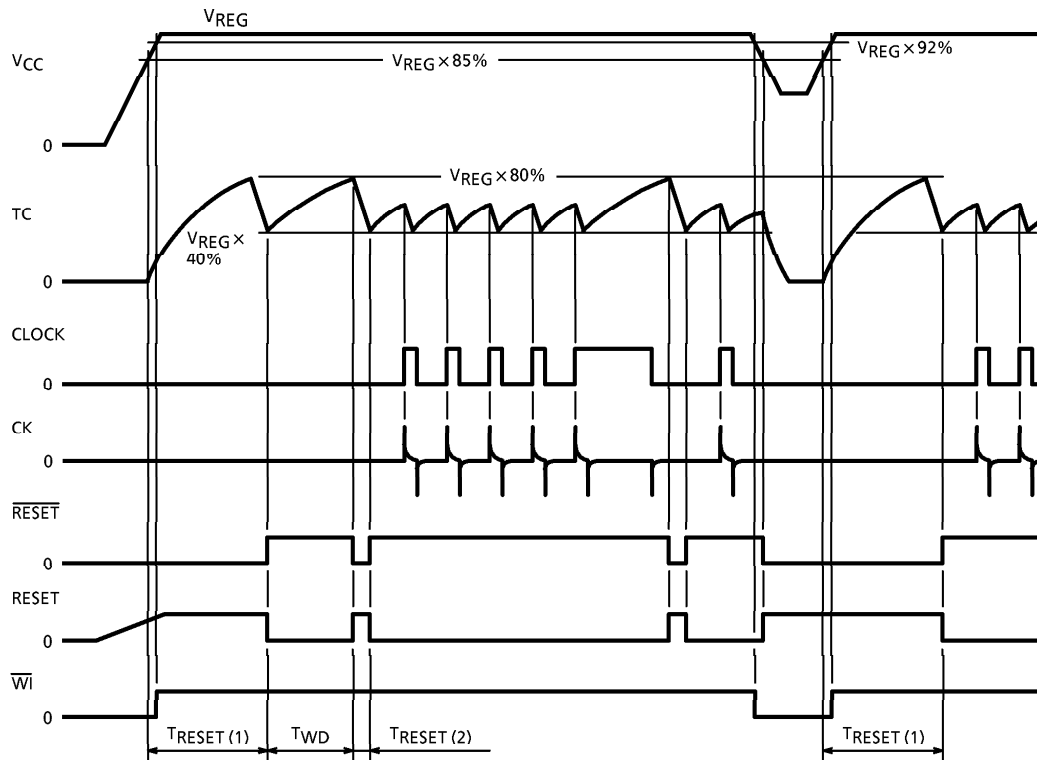 VREG
VCC
VREG×85%
VREG×92%
0
VREG×80%
TC
VREG×
40%
0
CLOCK
0
CK
0
RESET
0
RESET
0
WI
0
TRESET (1)
TWD
TRESET (2)
TRESET (1)